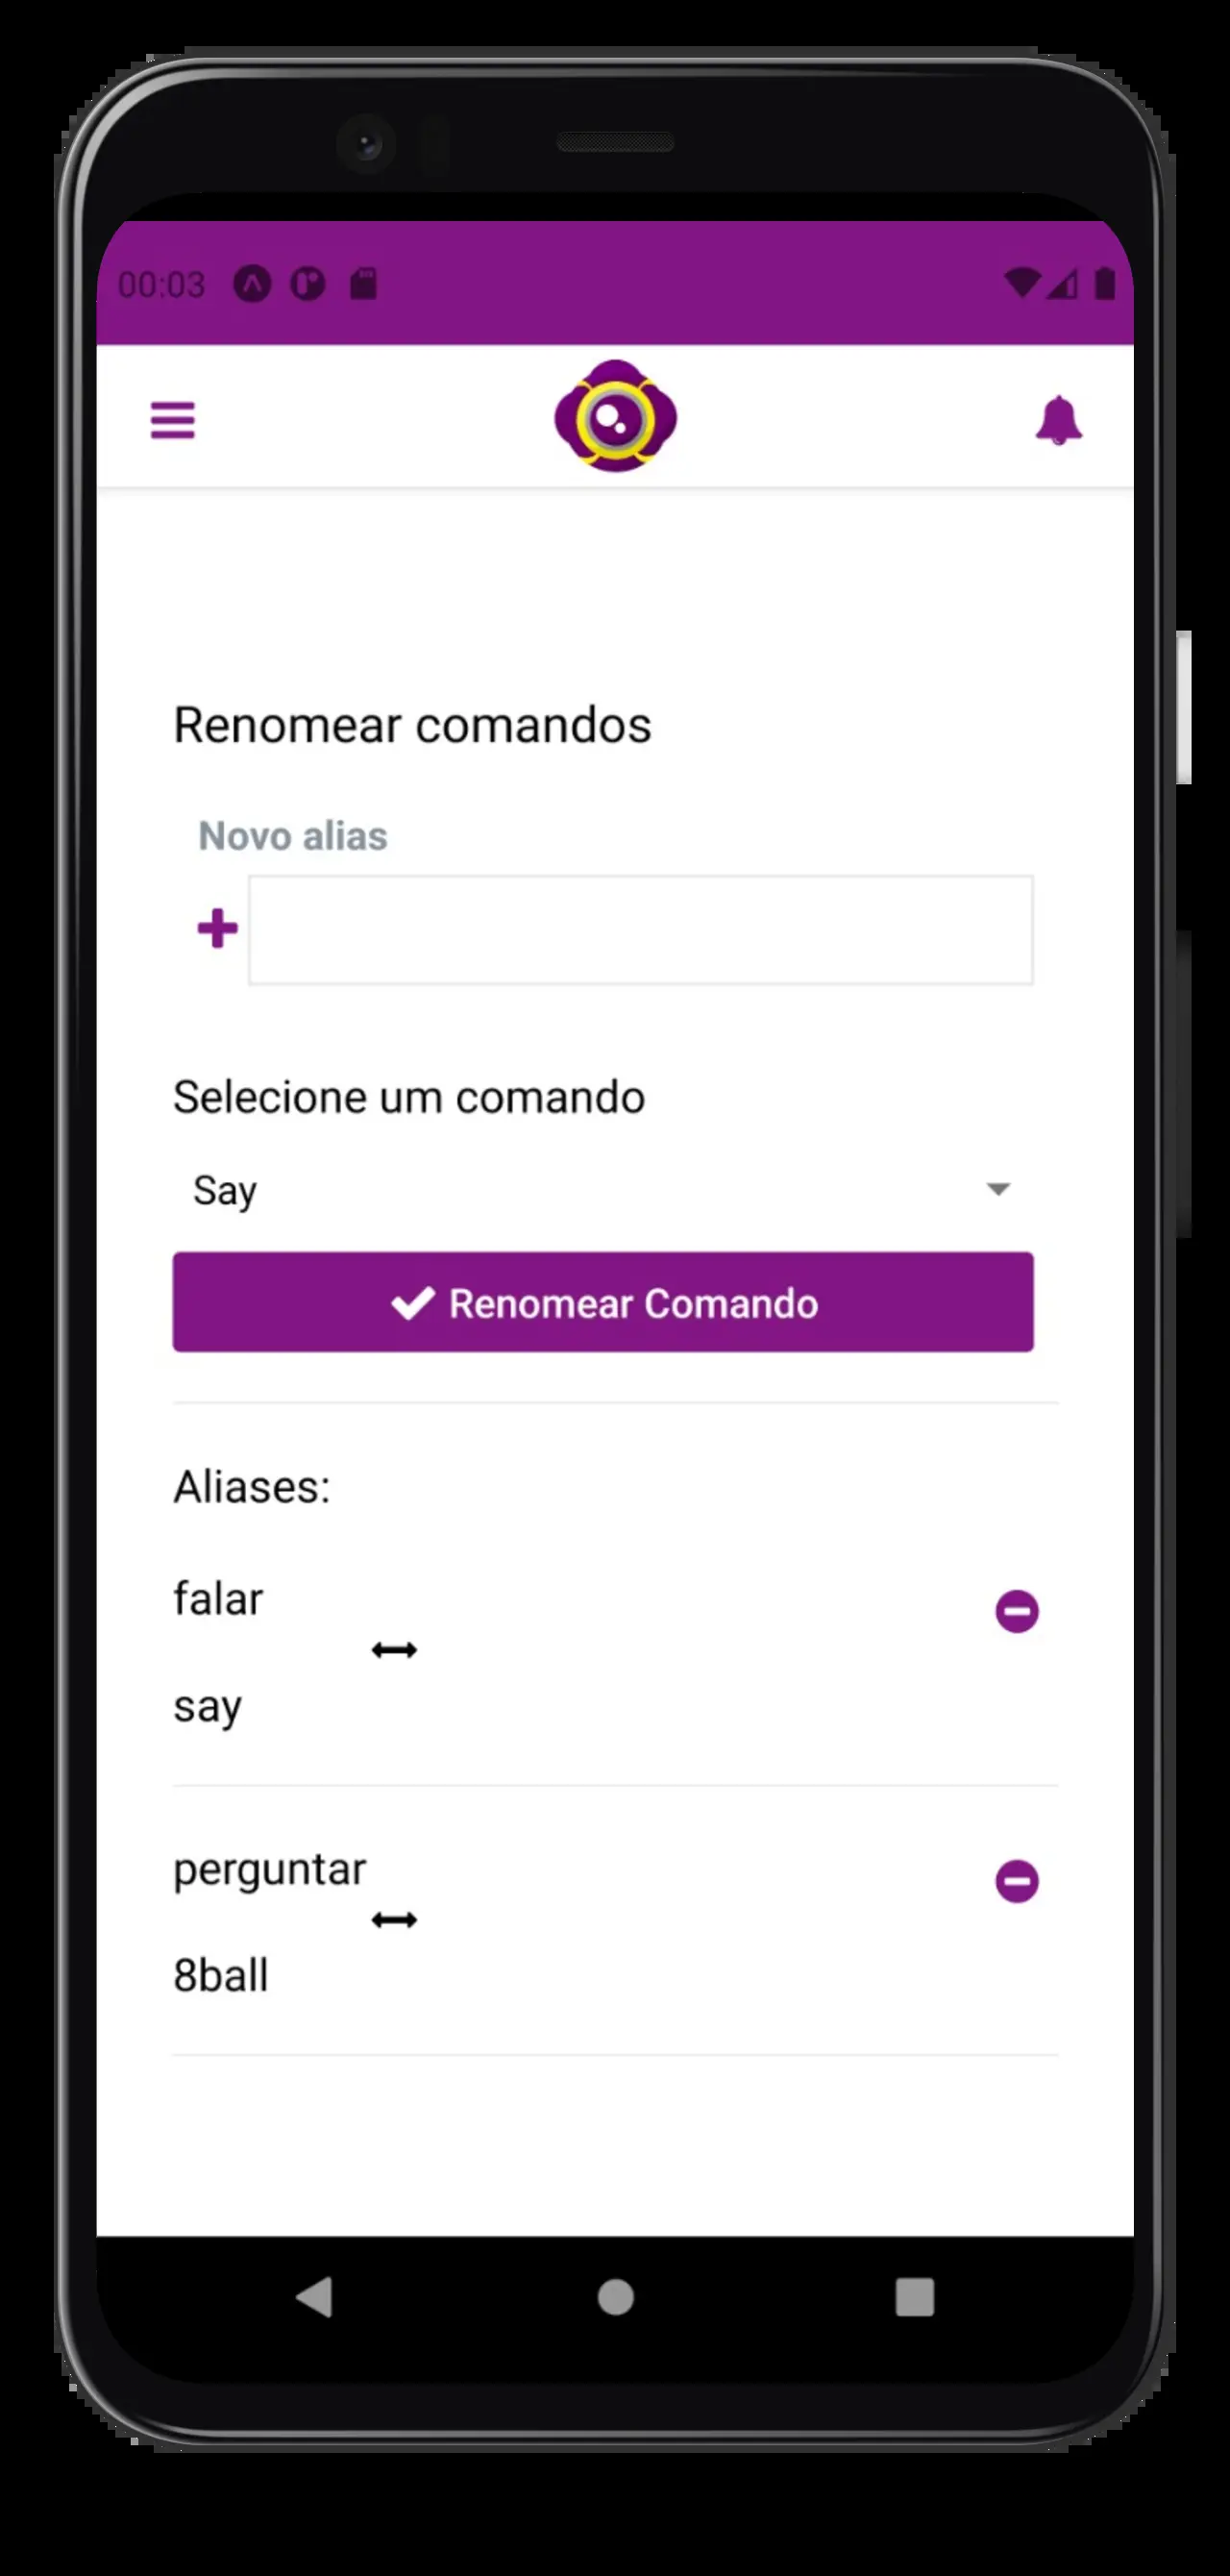 00:03
Renomear comandos
Novo alias
Selecione um comando
Say
Renomear Comando
Aliases:
falar
say
perguntar
8ball